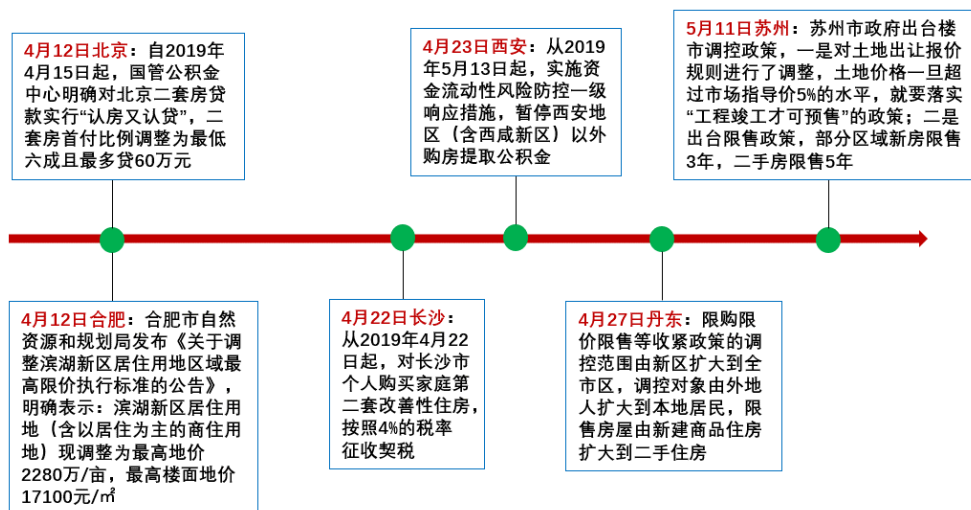 4月12日北京：自2019年
4月15日起，国管公积金
中心明确对北京二套房贷
款实行“认房又认贷”，二
套房首付比例调整为最低
六成且最多贷60万元
4月23日西安：从2019
年5月13日起，实施资
金流动性风险防控一级
响应措施，暂停西安地
区（含西咸新区）以外
购房提取公积金
5月11日苏州：苏州市政府出台楼
市调控政策，一是对土地出让报价
规则进行了调整，土地价格一旦超
过市场指导价5%的水平，就要落实
“工程竣工才可预售”的政策；二是
出台限售政策，部分区域新房限售
3年，二手房限售5年
4月12日合肥：合肥市自然
资源和规划局发布《关于调
整滨湖新区居住用地区域最
高限价执行标准的公告》，
明确表示：滨湖新区居住用
地（含以居住为主的商住用
地）现调整为最高地价
2280万/亩，最高楼面地价
17100元/㎡
4月22日长沙：
从2019年4月22
日起，对长沙市
个人购买家庭第
二套改善性住房，
按照4%的税率
征收契税
4月27日丹东：限购限
价限售等收紧政策的调
控范围由新区扩大到全
市区，调控对象由外地
人扩大到本地居民，限
售房屋由新建商品住房
扩大到二手住房